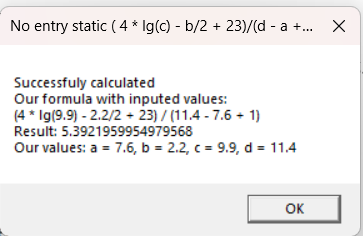 No entry static ( 4 * lg(c) - b/2 + 23)/(d - a +...
Successfuly calculated
Our formula with inputed values:
(4 * lg(9.9) - 2.2/2 + 23) / (11.4 - 7.6 + 1)
Result: 5.3921959954979568
Our values: a = 7.6, b = 2.2, c = 9.9, d = 11.4
OK